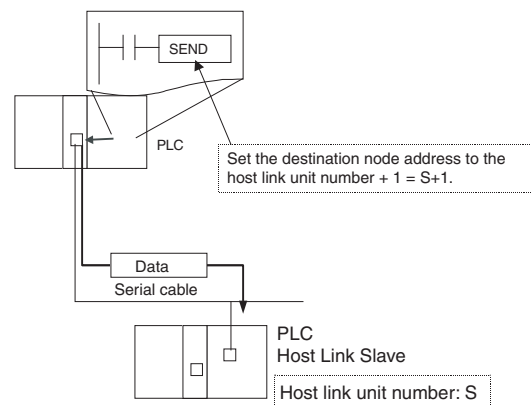 SEND
PLC
Set the destination node address to the
host link unit number + 1 = S+1.
Data
Serial cable
PLC
Host Link Slave
Host link unit number: S